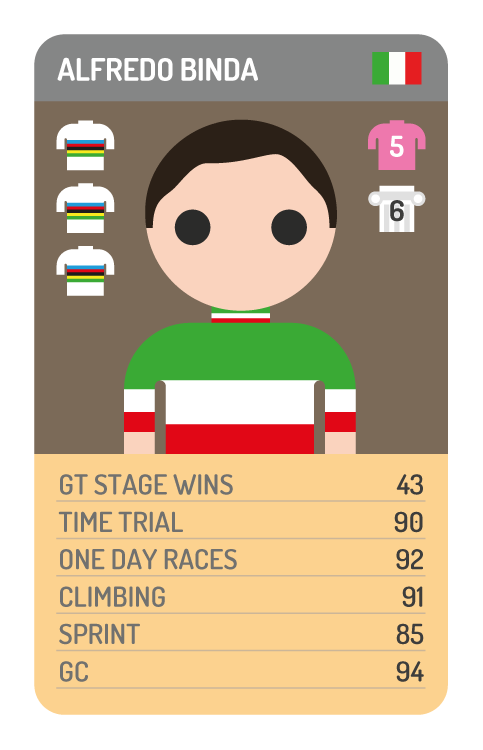 ALFREDO BINDA
5
6
GT STAGE WINS 43
TIME TRIAL 90
ONE DAY RACES 92
CLIMBING 91
SPRINT 85
GC 94